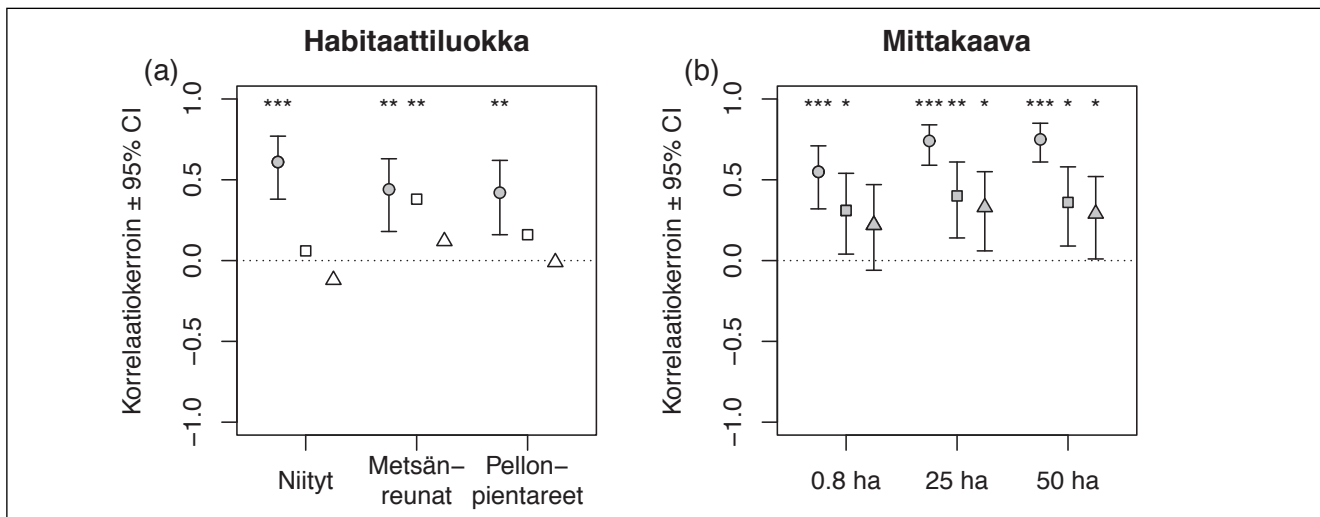 Habitaattiluokka
(a)
Korrelaatiokerroin ± 95% CI
1.0
0.5
0.0
−0.5
−1.0
*** ** ** **
Niityt
Metsän−
reunat
Pellon−
pientareet
Mittakaava
(b)
Korrelaatiokerroin ± 95% CI
1.0
0.5
0.0
−0.5
−1.0
*** * *** ** * *** * *
0.8 ha
25 ha
50 ha